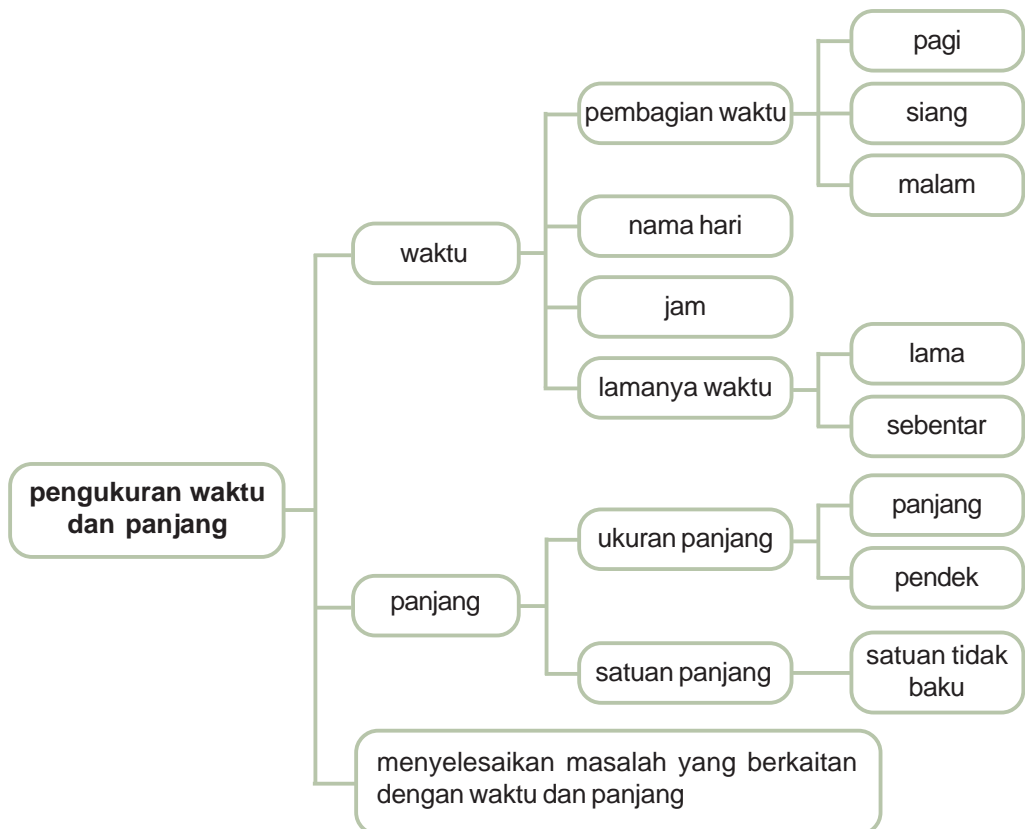 pengukuran waktu
dan panjang
waktu
pembagian waktu
pagi
siang
malam
nama hari
jam
lamanya waktu
lama
sebentar
panjang
ukuran panjang
panjang
pendek
satuan panjang
satuan tidak
baku
menyelesaikan masalah yang berkaitan
dengan waktu dan panjang